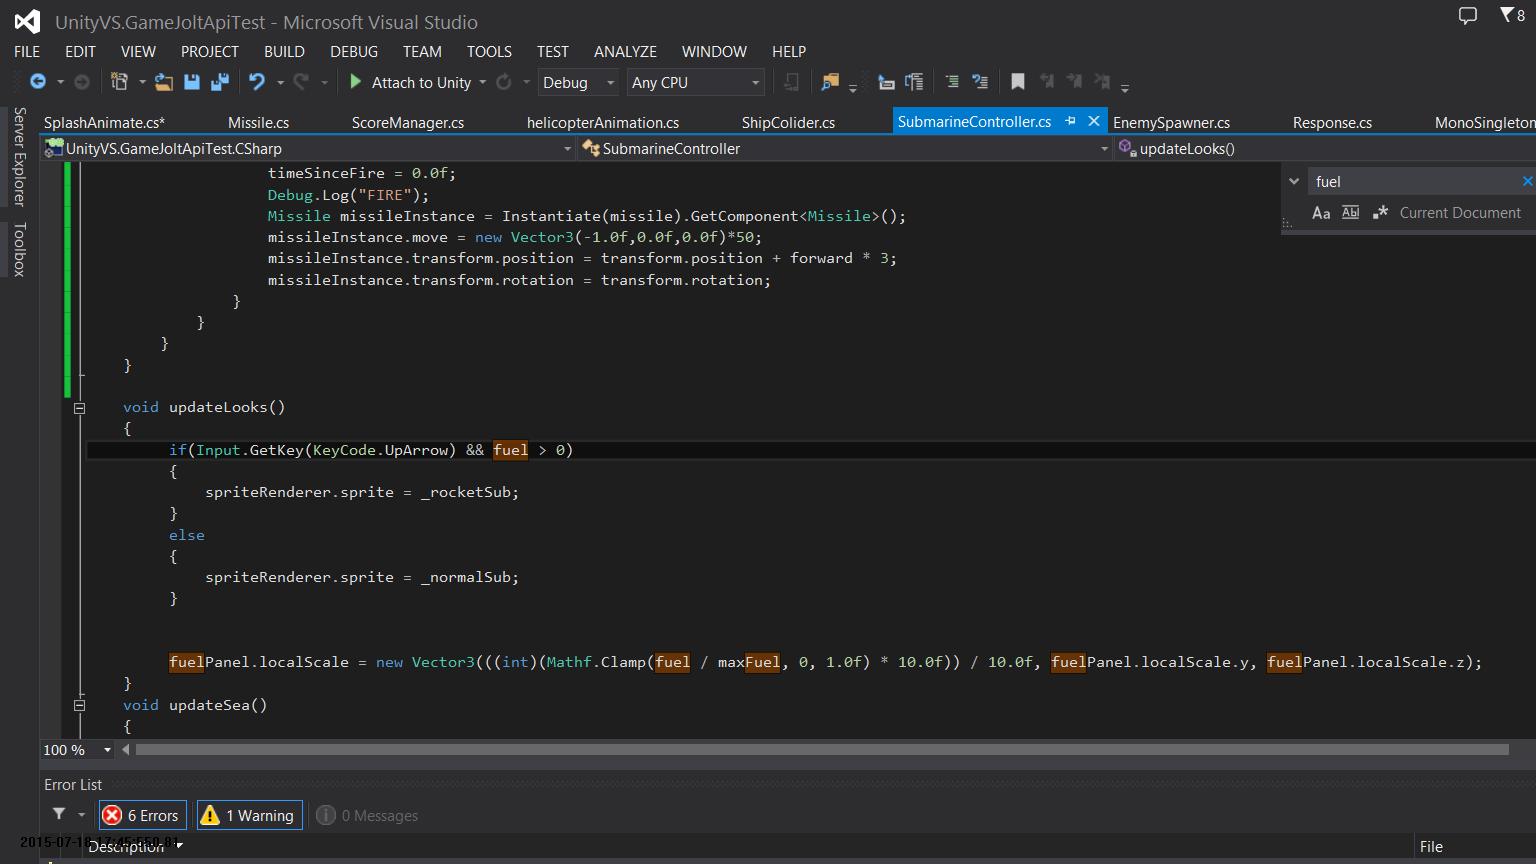 UnityVS.GameJoltApiTest - Microsoft Visual Studio
8
FILE EDIT VIEW PROJECT BUILD DEBUG TEAM TOOLS TEST ANALYZE WINDOW HELP
Attach to Unity Debug Any CPU
Server Explorer
Toolbox
SplashAnimate.cs* Missile.cs ScoreManager.cs helicopterAnimation.cs ShipColider.cs SubmarineController.cs EnemySpawner.cs Response.cs MonoSingleton
UnityVS.GameJoltApiTest.CSharp SubmarineController updateLooks()
fuel
Aa Abl .* Current Document
timeSinceFire = 0.0f;
Debug.Log("FIRE");
Missile missileInstance = Instantiate(missile).GetComponent<Missile>();
missileInstance.move = new Vector3(-1.0f,0.0f,0.0f)*50;
missileInstance.transform.position = transform.position + forward * 3;
missileInstance.transform.rotation = transform.rotation;
}
}
}
}
void updateLooks()
{
if(Input.GetKey(KeyCode.UpArrow) && fuel > 0)
{
spriteRenderer.sprite = _rocketSub;
}
else
{
spriteRenderer.sprite = _normalSub;
}
fuelPanel.localScale = new Vector3(((int)(Mathf.Clamp(fuel / maxFuel, 0, 1.0f) * 10.0f)) / 10.0f, fuelPanel.localScale.y, fuelPanel.localScale.z);
}
void updateSea()
{
100 %
Error List
6 Errors 1 Warning 0 Messages
Description File